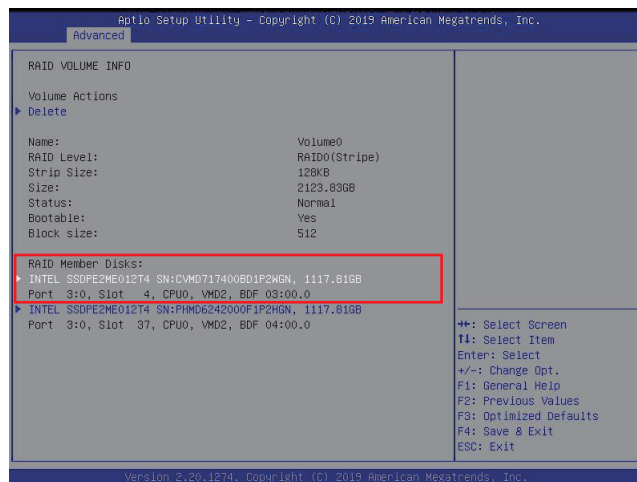 Aptio Setup Utility – Copyright (C) 2019 American Megatrends, Inc.
Advanced
RAID VOLUME INFO
Volume Actions
Delete
Name: Volume0
RAID Level: RAID0(Stripe)
Strip Size: 128KB
Size: 2123.83GB
Status: Normal
Bootable: Yes
Block size: 512
RAID Member Disks:
INTEL SSDPE2ME012T4 SN:CVMD717400BD1P2WGN, 1117.81GB
Port 3:0, Slot 4, CPU0, VMD2, BDF 03:00.0
INTEL SSDPE2ME012T4 SN:PHMD6242000F1P2HGN, 1117.81GB
Port 3:0, Slot 37, CPU0, VMD2, BDF 04:00.0
→←: Select Screen
↑↓: Select Item
Enter: Select
+/-: Change Opt.
F1: General Help
F2: Previous Values
F3: Optimized Defaults
F4: Save & Exit
ESC: Exit
Version 2.20.1274. Copyright (C) 2019 American Megatrends, Inc.